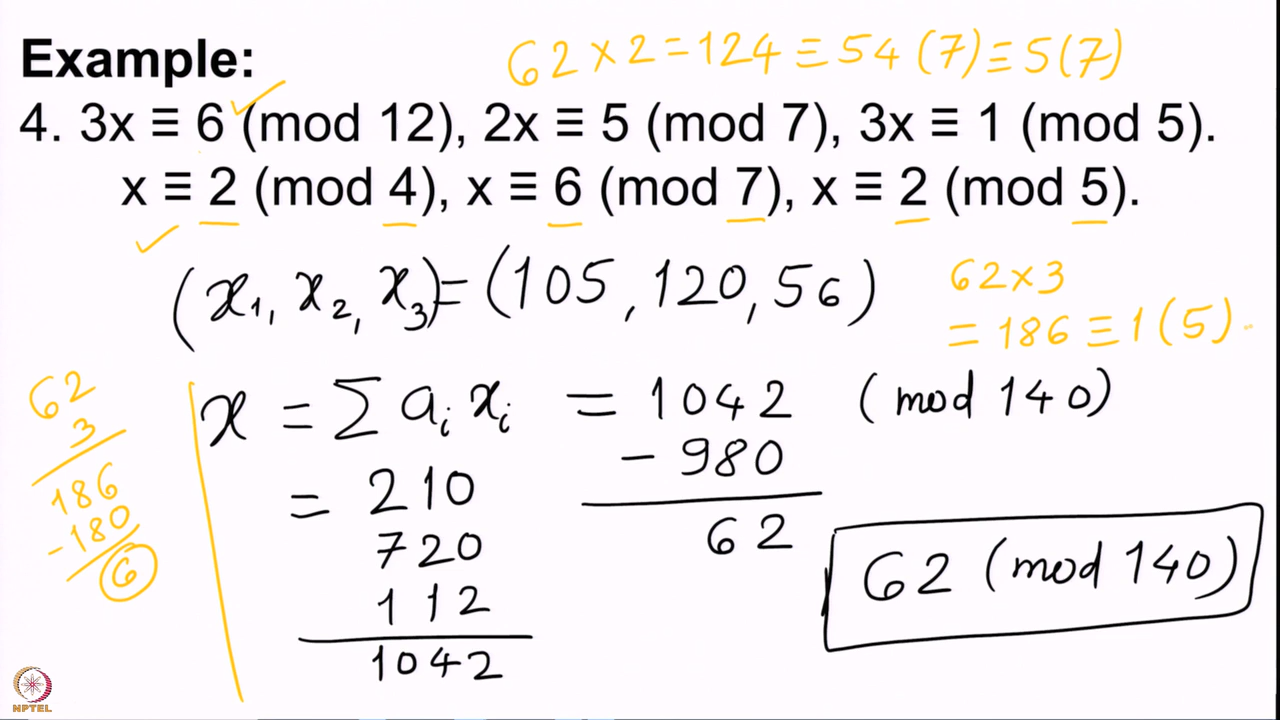 Example:
62 × 2 = 124 ≡ 54 (7) ≡ 5(7)
4. 3x ≡ 6 (mod 12), 2x ≡ 5 (mod 7), 3x ≡ 1 (mod 5).
x ≡ 2 (mod 4), x ≡ 6 (mod 7), x ≡ 2 (mod 5).
(x₁, x₂, x₃) = (105, 120, 56)
62 × 3
= 186 ≡ 1 (5).
62
3
186
-180
6
x = Σ aᵢ xᵢ = 1042 (mod 140)
- 980
62
= 210
720
112
1042
62 (mod 140)
NPTEL